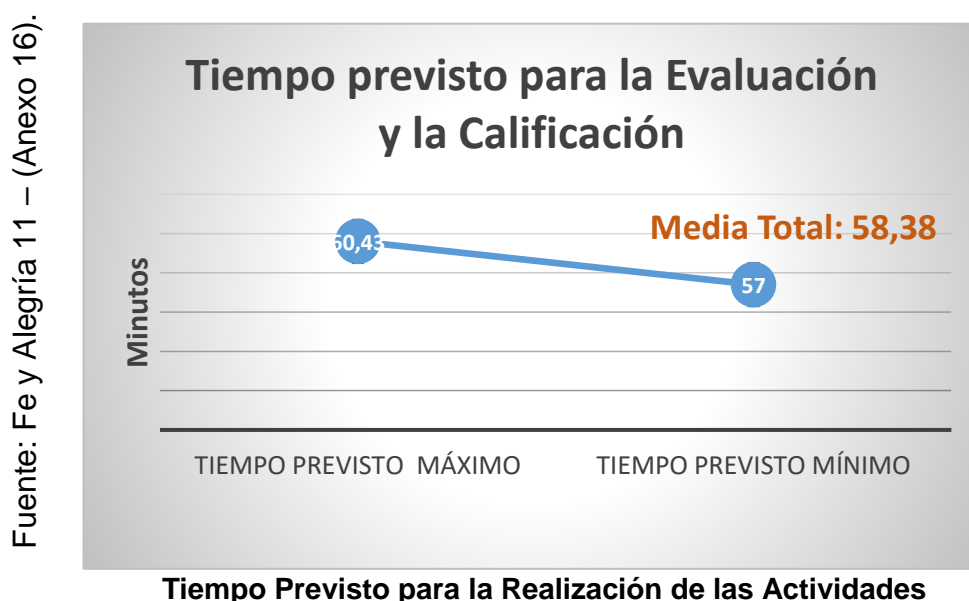 Fuente: Fe y Alegría 11 – (Anexo 16).
Tiempo previsto para la Evaluación
y la Calificación
Media Total: 58,38
Minutos
60,43
57
TIEMPO PREVISTO MÁXIMO
TIEMPO PREVISTO MÍNIMO
Tiempo Previsto para la Realización de las Actividades